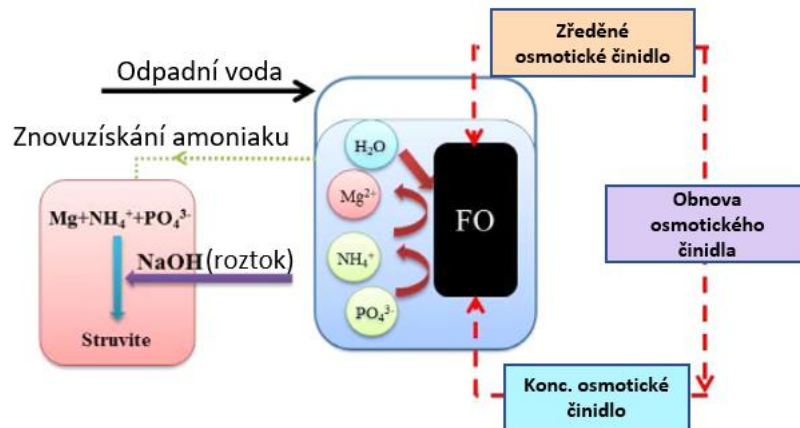 Zředěné
osmotické činidlo
Odpadní voda
Znovuzískání amoniaku
H₂O
Mg²⁺
FO
NH₄⁺
PO₄³⁻
Mg+NH₄⁺+PO₄³⁻
NaOH(roztok)
Struvite
Obnova
osmotického
činidla
Konc. osmotické
činidlo